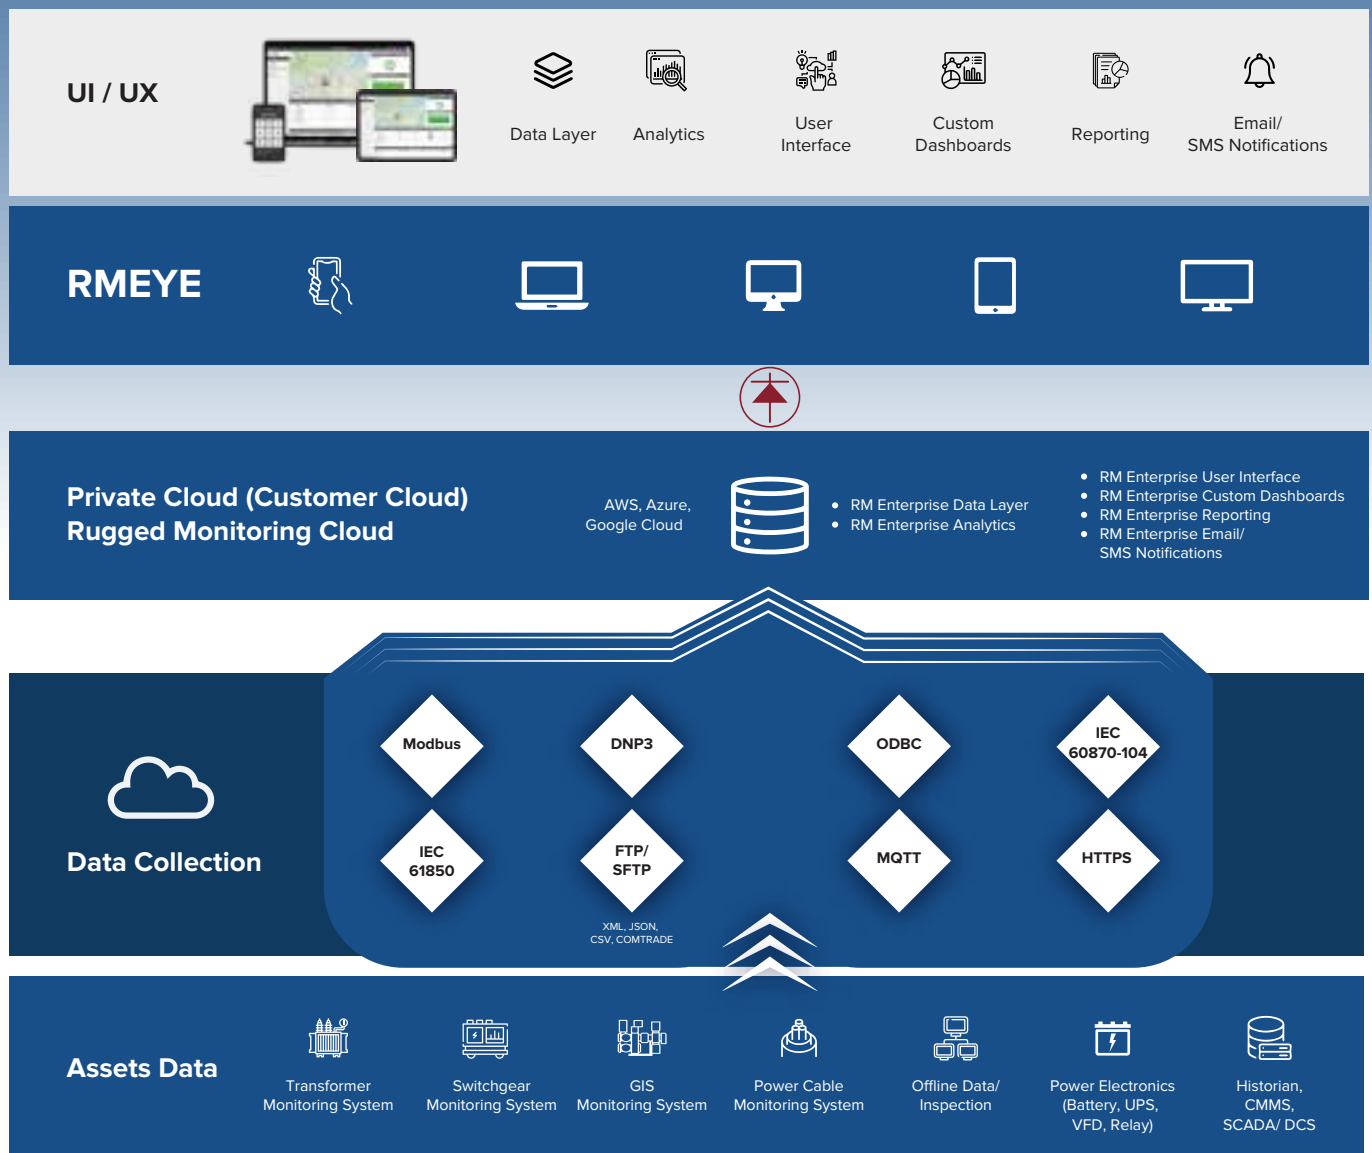 UI / UX
Data Layer
Analytics
User
Interface
Custom
Dashboards
Reporting
Email/
SMS Notifications
RMEYE
Private Cloud (Customer Cloud)
Rugged Monitoring Cloud
AWS, Azure,
Google Cloud
• RM Enterprise Data Layer
• RM Enterprise Analytics
• RM Enterprise User Interface
• RM Enterprise Custom Dashboards
• RM Enterprise Reporting
• RM Enterprise Email/
SMS Notifications
Data Collection
Modbus
DNP3
ODBC
IEC
60870-104
IEC
61850
FTP/
SFTP
MQTT
HTTPS
XML, JSON,
CSV, COMTRADE
Assets Data
Transformer
Monitoring System
Switchgear
Monitoring System
GIS
Monitoring System
Power Cable
Monitoring System
Offline Data/
Inspection
Power Electronics
(Battery, UPS,
VFD, Relay)
Historian,
CMMS,
SCADA/ DCS